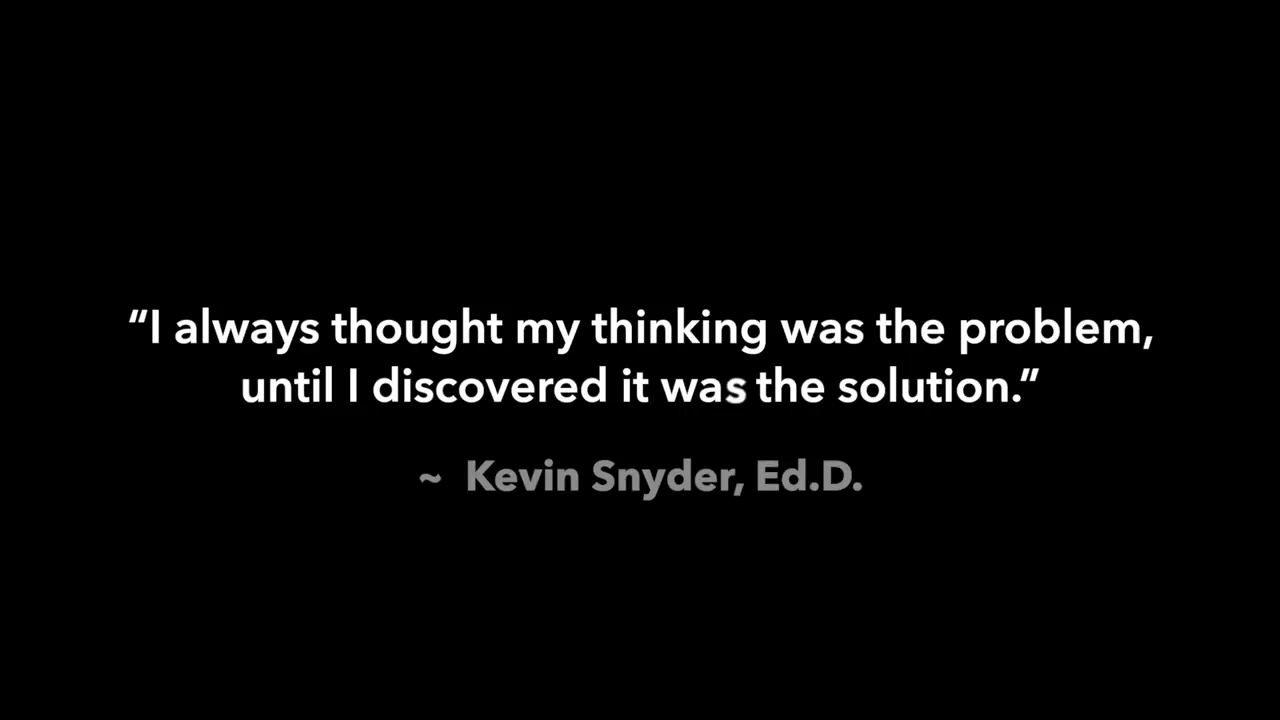 “I always thought my thinking was the problem,
until I discovered it was the solution.”
~ Kevin Snyder, Ed.D.